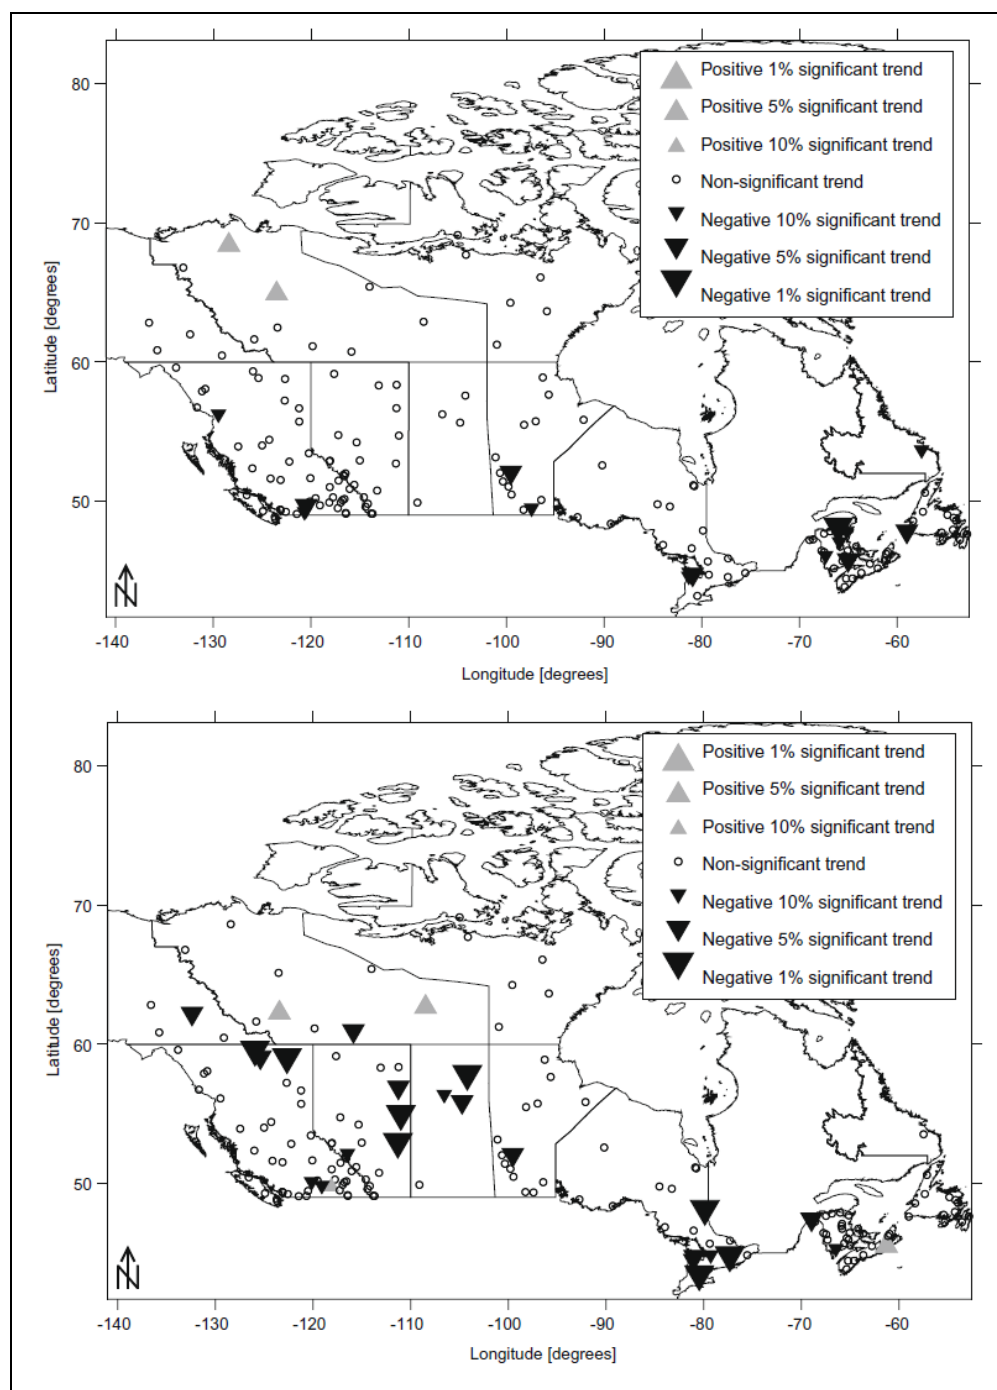 Positive 1% significant trend
Positive 5% significant trend
Positive 10% significant trend
Non-significant trend
Negative 10% significant trend
Negative 5% significant trend
Negative 1% significant trend
80
70
60
50
Latitude [degrees]
N
-140 -130 -120 -110 -100 -90 -80 -70 -60
Longitude [degrees]
Positive 1% significant trend
Positive 5% significant trend
Positive 10% significant trend
Non-significant trend
Negative 10% significant trend
Negative 5% significant trend
Negative 1% significant trend
80
70
60
50
Latitude [degrees]
N
-140 -130 -120 -110 -100 -90 -80 -70 -60
Longitude [degrees]